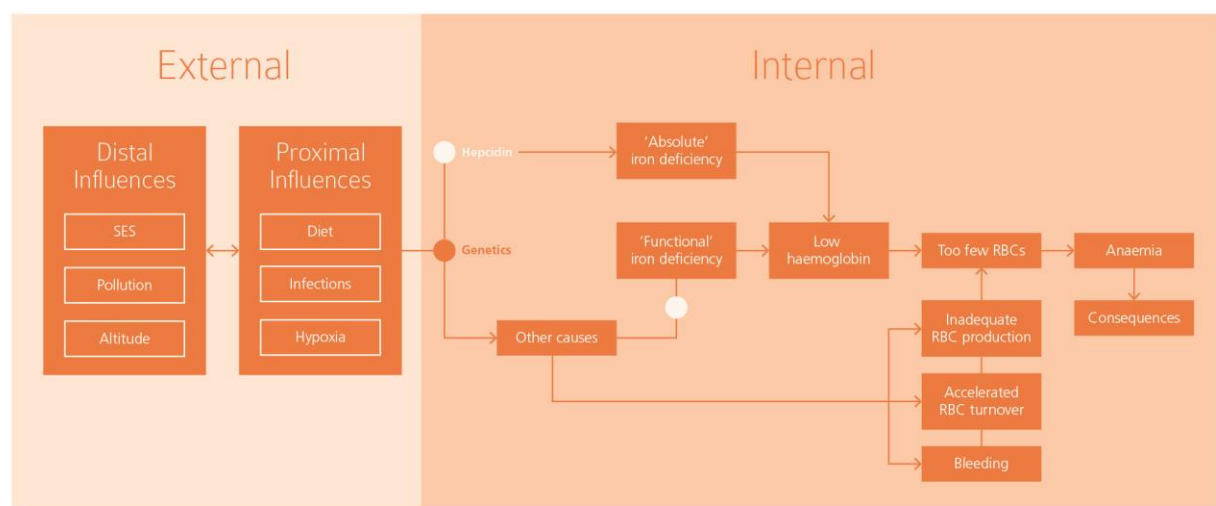 External
Internal
Distal
Influences
SES
Pollution
Altitude
Proximal
Influences
Diet
Infections
Hypoxia
Hepcidin
Genetics
Other causes
'Absolute'
iron deficiency
'Functional'
iron deficiency
Low
haemoglobin
Too few RBCs
Inadequate
RBC production
Accelerated
RBC turnover
Bleeding
Anaemia
Consequences